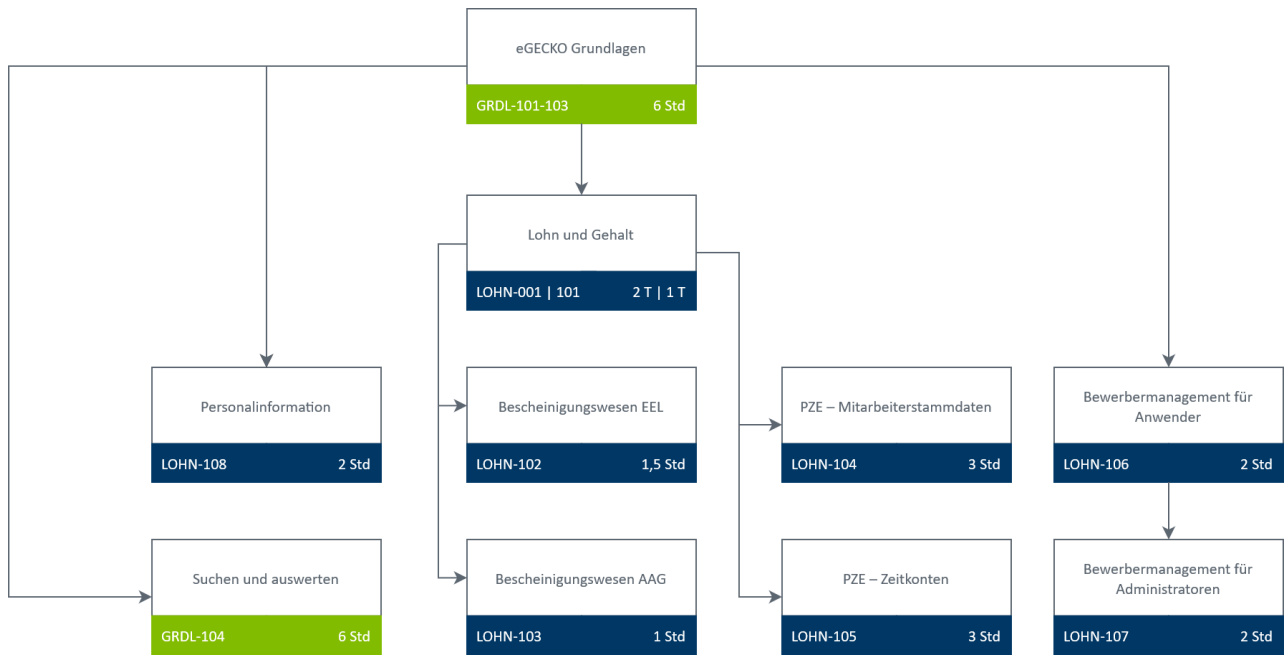 eGECKO Grundlagen
GRDL-101-103 6 Std
Lohn und Gehalt
LOHN-001 | 101 2 T | 1 T
Personalinformation
LOHN-108 2 Std
Bescheinigungswesen EEL
LOHN-102 1,5 Std
PZE – Mitarbeiterstammdaten
LOHN-104 3 Std
Bewerbermanagement für
Anwender
LOHN-106 2 Std
Suchen und auswerten
GRDL-104 6 Std
Bescheinigungswesen AAG
LOHN-103 1 Std
PZE – Zeitkonten
LOHN-105 3 Std
Bewerbermanagement für
Administratoren
LOHN-107 2 Std